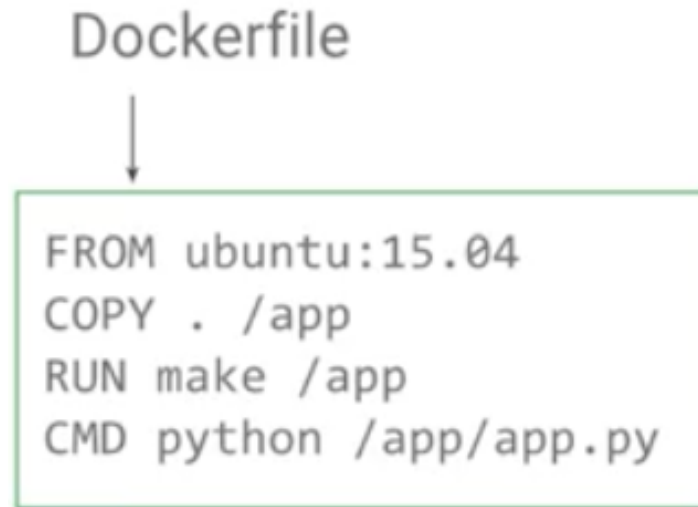 Dockerfile
FROM ubuntu:15.04
COPY . /app
RUN make /app
CMD python /app/app.py